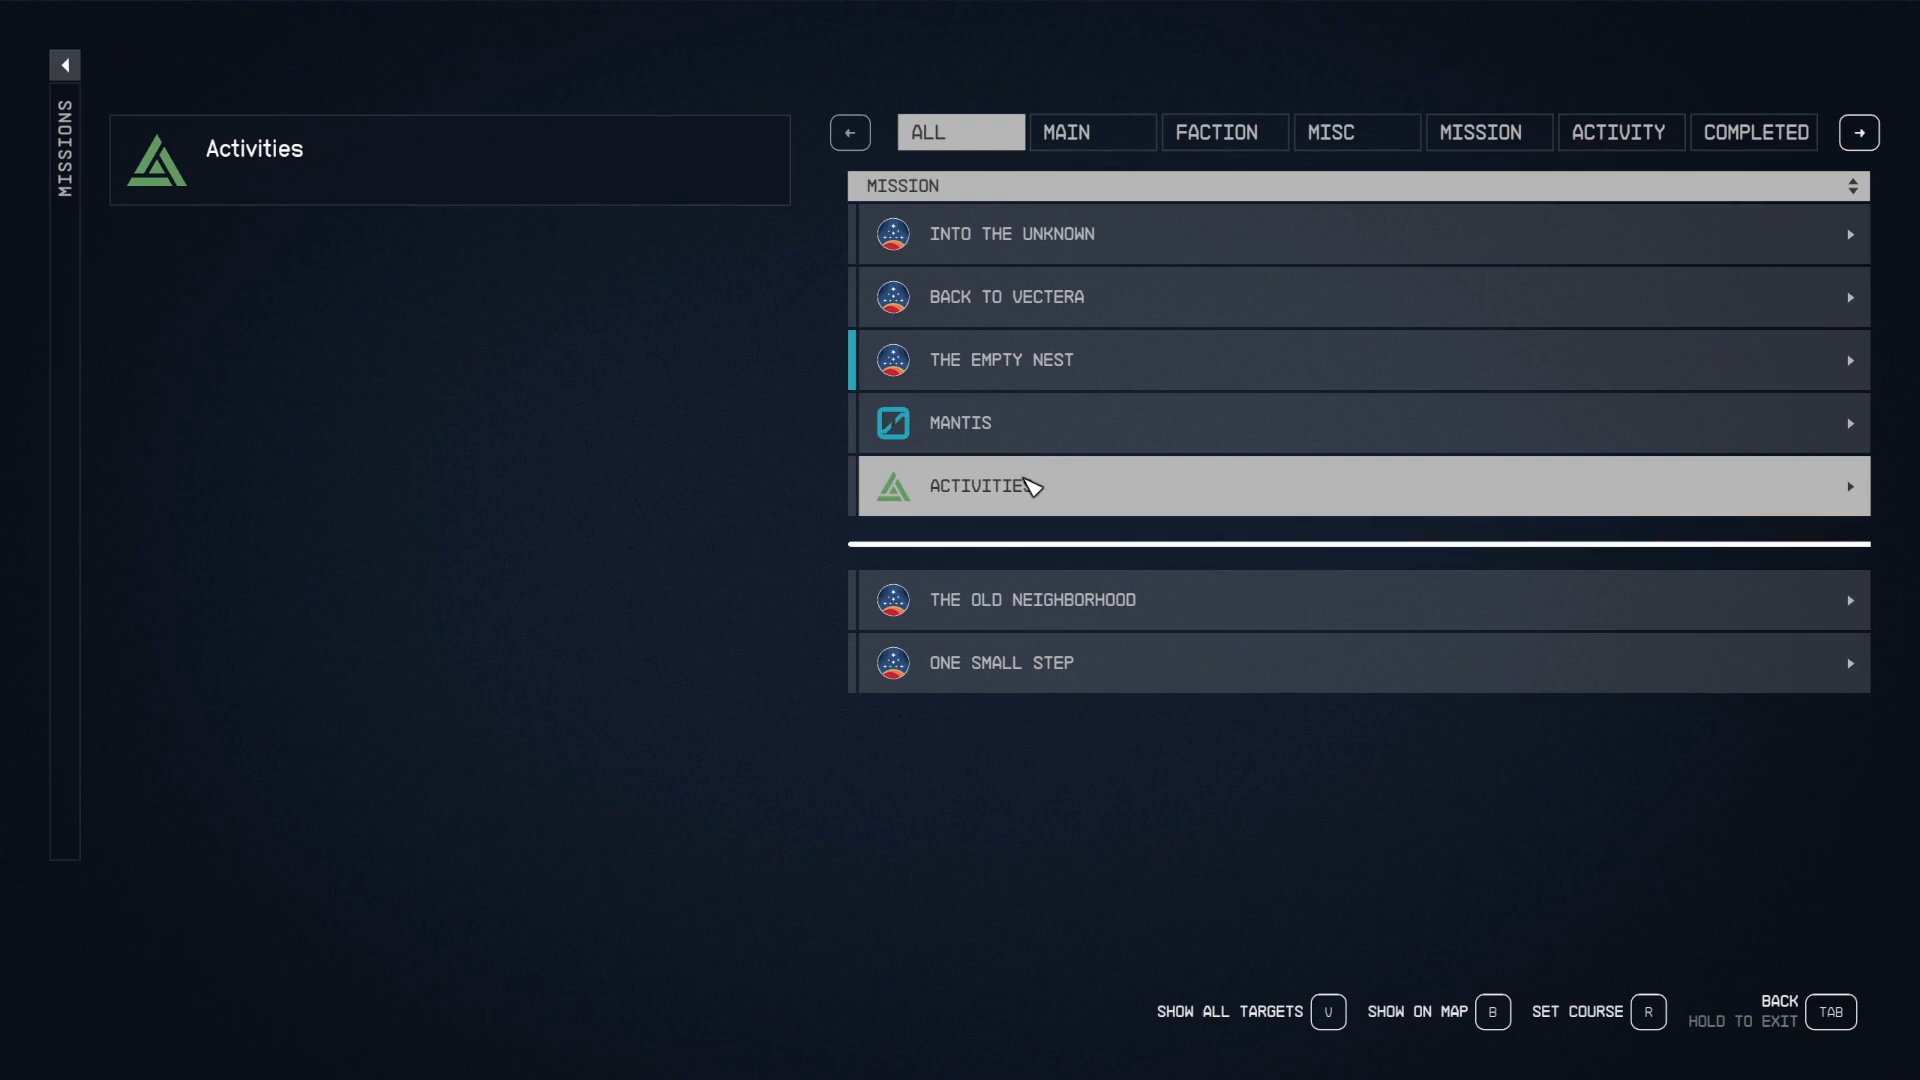 MISSIONS
Activities
ALL MAIN FACTION MISC MISSION ACTIVITY COMPLETED
MISSION
INTO THE UNKNOWN
BACK TO VECTERA
THE EMPTY NEST
MANTIS
ACTIVITIES
THE OLD NEIGHBORHOOD
ONE SMALL STEP
SHOW ALL TARGETS V SHOW ON MAP B SET COURSE R BACK TAB
HOLD TO EXIT